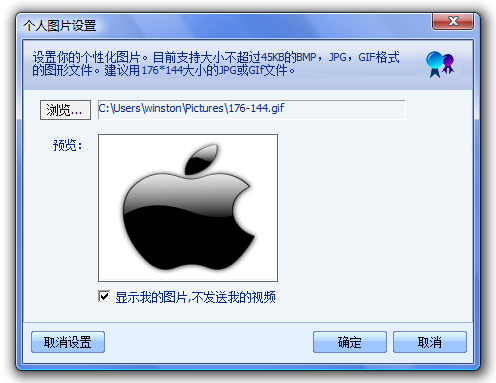 个人图片设置
设置你的个性化图片。目前支持大小不超过45KB的BMP，JPG，GIF格式
的图形文件。建议用176*144大小的JPG或GIf文件。
浏览... C:\Users\winston\Pictures\176-144.gif
预览：
显示我的图片,不发送我的视频
取消设置 确定 取消